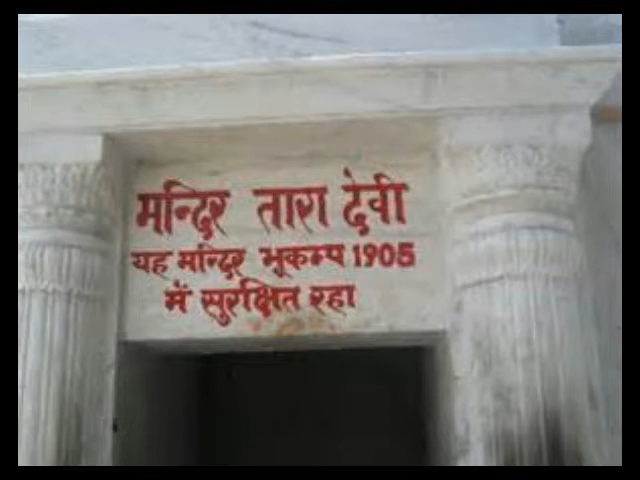 मन्दिर तारा देवी
यह मन्दिर भूकम्प 1905
में सुरक्षित रहा